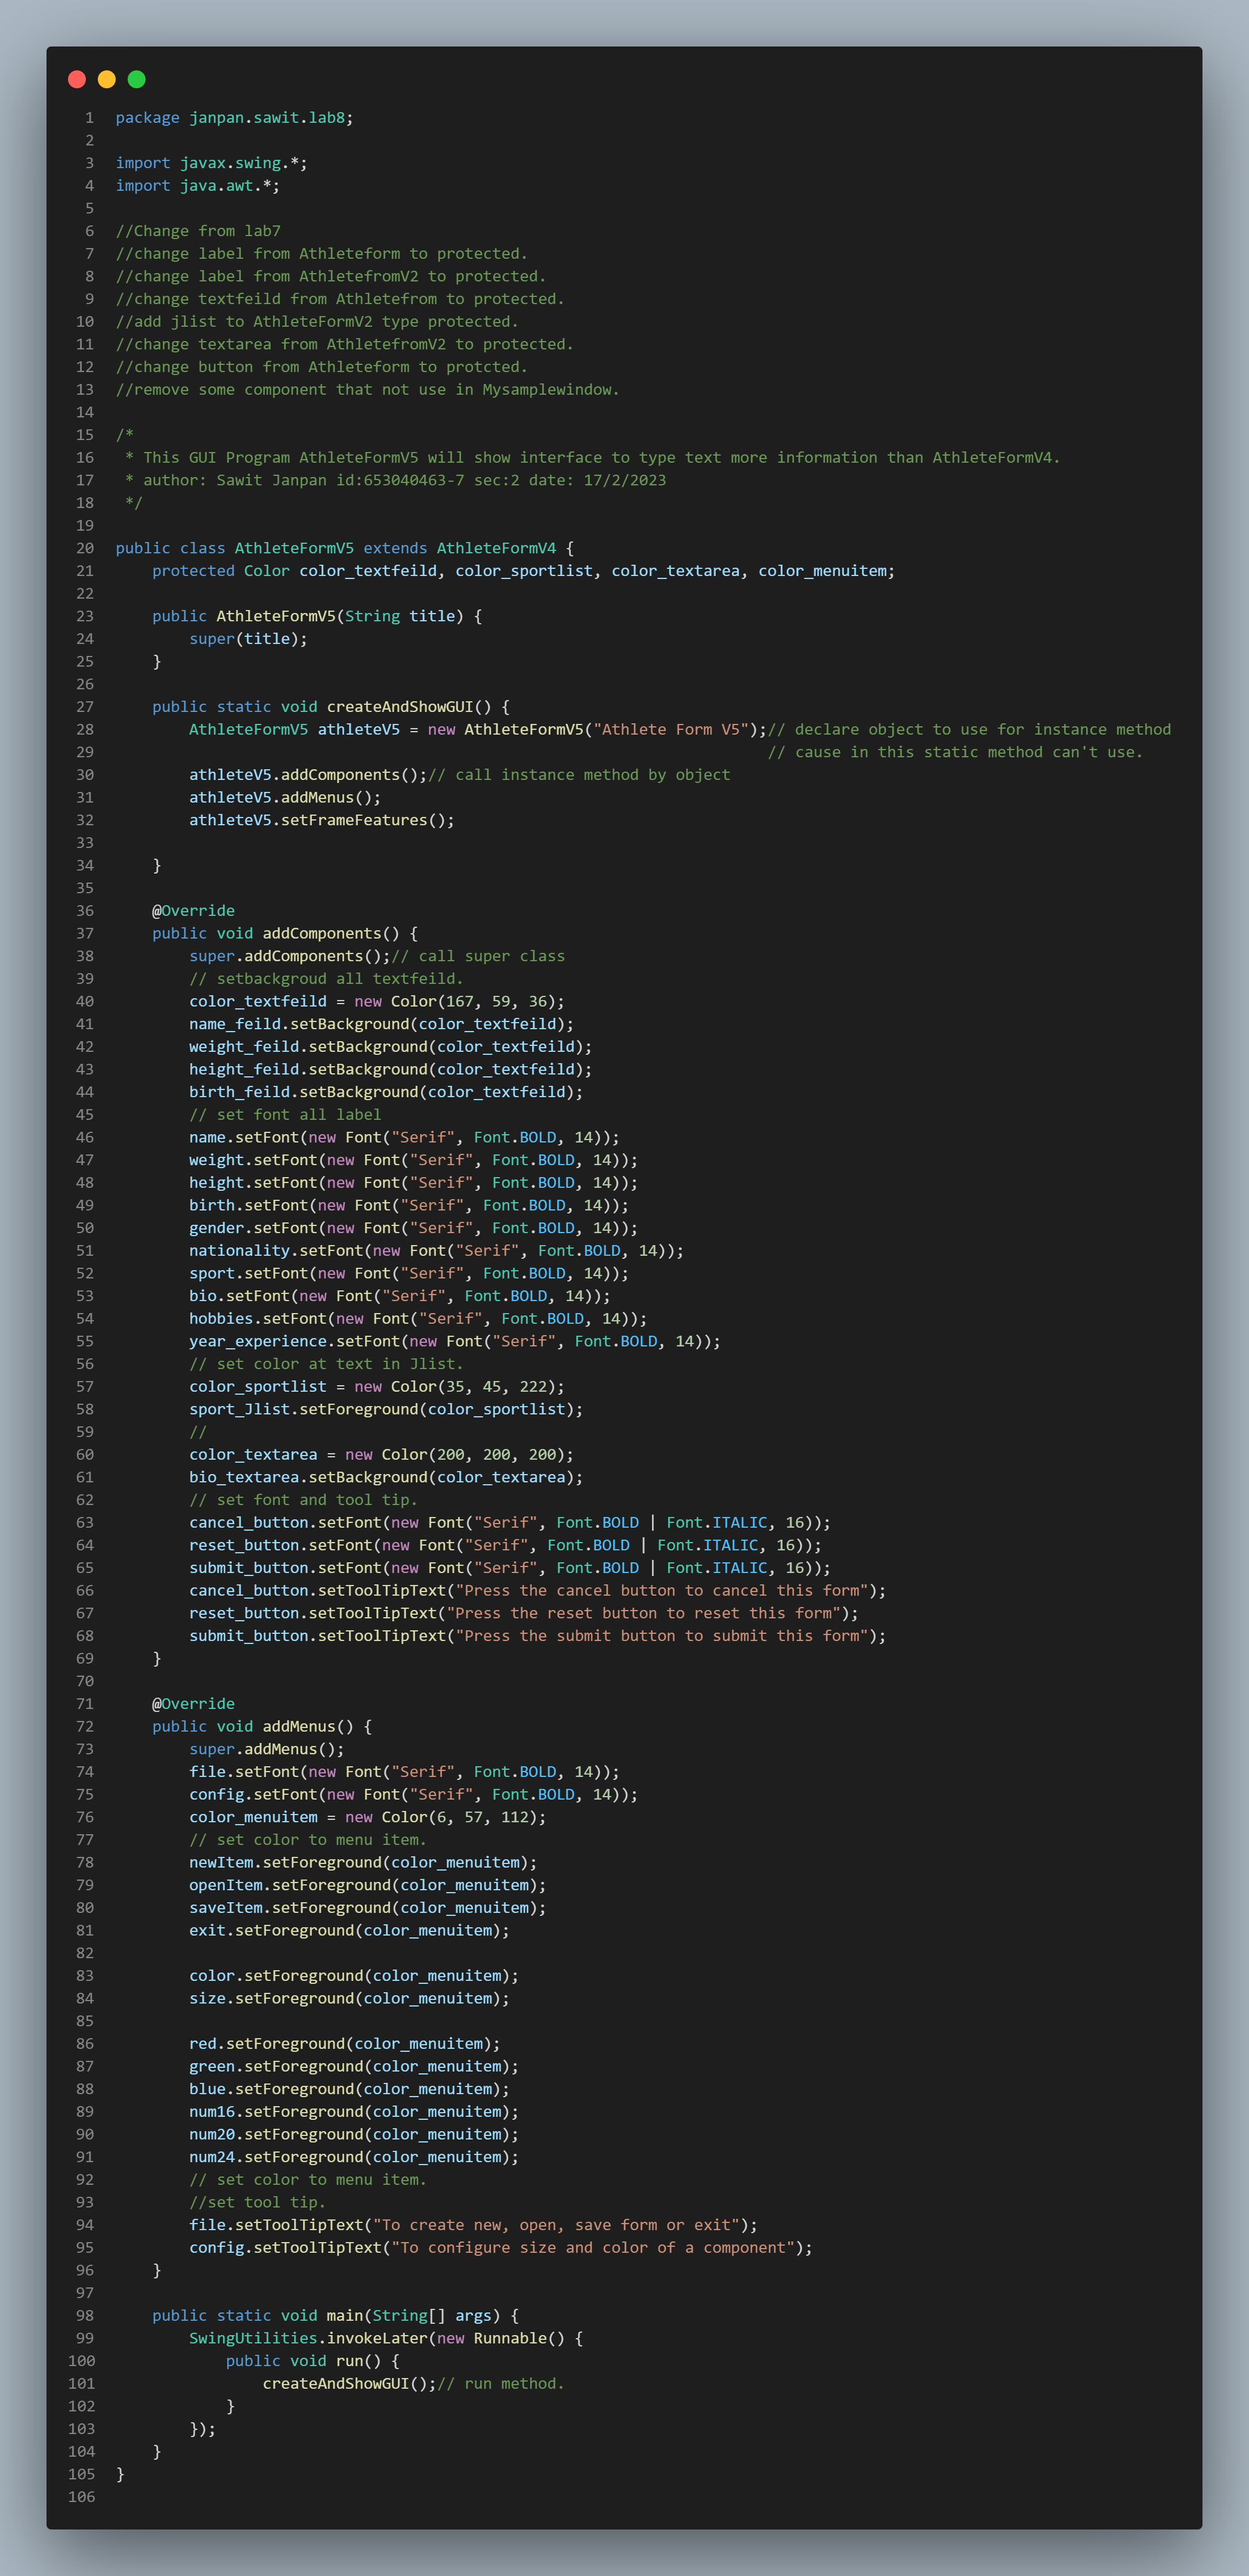 1 package janpan.sawit.lab8;
2
3 import javax.swing.*;
4 import java.awt.*;
5
6 //Change from lab7
7 //change label from Athleteform to protected.
8 //change label from AthletefromV2 to protected.
9 //change textfeild from Athletefrom to protected.
10 //add jlist to AthleteFormV2 type protected.
11 //change textarea from AthletefromV2 to protected.
12 //change button from Athleteform to protcted.
13 //remove some component that not use in Mysamplewindow.
14
15 /*
16  * This GUI Program AthleteFormV5 will show interface to type text more information than AthleteFormV4.
17  * author: Sawit Janpan id:653040463-7 sec:2 date: 17/2/2023
18  */
19
20 public class AthleteFormV5 extends AthleteFormV4 {
21     protected Color color_textfeild, color_sportlist, color_textarea, color_menuitem;
22
23     public AthleteFormV5(String title) {
24         super(title);
25     }
26
27     public static void createAndShowGUI() {
28         AthleteFormV5 athleteV5 = new AthleteFormV5("Athlete Form V5");// declare object to use for instance method
29                                                                        // cause in this static method can't use.
30         athleteV5.addComponents();// call instance method by object
31         athleteV5.addMenus();
32         athleteV5.setFrameFeatures();
33
34     }
35
36     @Override
37     public void addComponents() {
38         super.addComponents();// call super class
39         // setbackgroud all textfeild.
40         color_textfeild = new Color(167, 59, 36);
41         name_feild.setBackground(color_textfeild);
42         weight_feild.setBackground(color_textfeild);
43         height_feild.setBackground(color_textfeild);
44         birth_feild.setBackground(color_textfeild);
45         // set font all label
46         name.setFont(new Font("Serif", Font.BOLD, 14));
47         weight.setFont(new Font("Serif", Font.BOLD, 14));
48         height.setFont(new Font("Serif", Font.BOLD, 14));
49         birth.setFont(new Font("Serif", Font.BOLD, 14));
50         gender.setFont(new Font("Serif", Font.BOLD, 14));
51         nationality.setFont(new Font("Serif", Font.BOLD, 14));
52         sport.setFont(new Font("Serif", Font.BOLD, 14));
53         bio.setFont(new Font("Serif", Font.BOLD, 14));
54         hobbies.setFont(new Font("Serif", Font.BOLD, 14));
55         year_experience.setFont(new Font("Serif", Font.BOLD, 14));
56         // set color at text in Jlist.
57         color_sportlist = new Color(35, 45, 222);
58         sport_Jlist.setForeground(color_sportlist);
59         //
60         color_textarea = new Color(200, 200, 200);
61         bio_textarea.setBackground(color_textarea);
62         // set font and tool tip.
63         cancel_button.setFont(new Font("Serif", Font.BOLD | Font.ITALIC, 16));
64         reset_button.setFont(new Font("Serif", Font.BOLD | Font.ITALIC, 16));
65         submit_button.setFont(new Font("Serif", Font.BOLD | Font.ITALIC, 16));
66         cancel_button.setToolTipText("Press the cancel button to cancel this form");
67         reset_button.setToolTipText("Press the reset button to reset this form");
68         submit_button.setToolTipText("Press the submit button to submit this form");
69     }
70
71     @Override
72     public void addMenus() {
73         super.addMenus();
74         file.setFont(new Font("Serif", Font.BOLD, 14));
75         config.setFont(new Font("Serif", Font.BOLD, 14));
76         color_menuitem = new Color(6, 57, 112);
77         // set color to menu item.
78         newItem.setForeground(color_menuitem);
79         openItem.setForeground(color_menuitem);
80         saveItem.setForeground(color_menuitem);
81         exit.setForeground(color_menuitem);
82
83         color.setForeground(color_menuitem);
84         size.setForeground(color_menuitem);
85
86         red.setForeground(color_menuitem);
87         green.setForeground(color_menuitem);
88         blue.setForeground(color_menuitem);
89         num16.setForeground(color_menuitem);
90         num20.setForeground(color_menuitem);
91         num24.setForeground(color_menuitem);
92         // set color to menu item.
93         //set tool tip.
94         file.setToolTipText("To create new, open, save form or exit");
95         config.setToolTipText("To configure size and color of a component");
96     }
97
98     public static void main(String[] args) {
99         SwingUtilities.invokeLater(new Runnable() {
100             public void run() {
101                 createAndShowGUI();// run method.
102             }
103         });
104     }
105 }
106